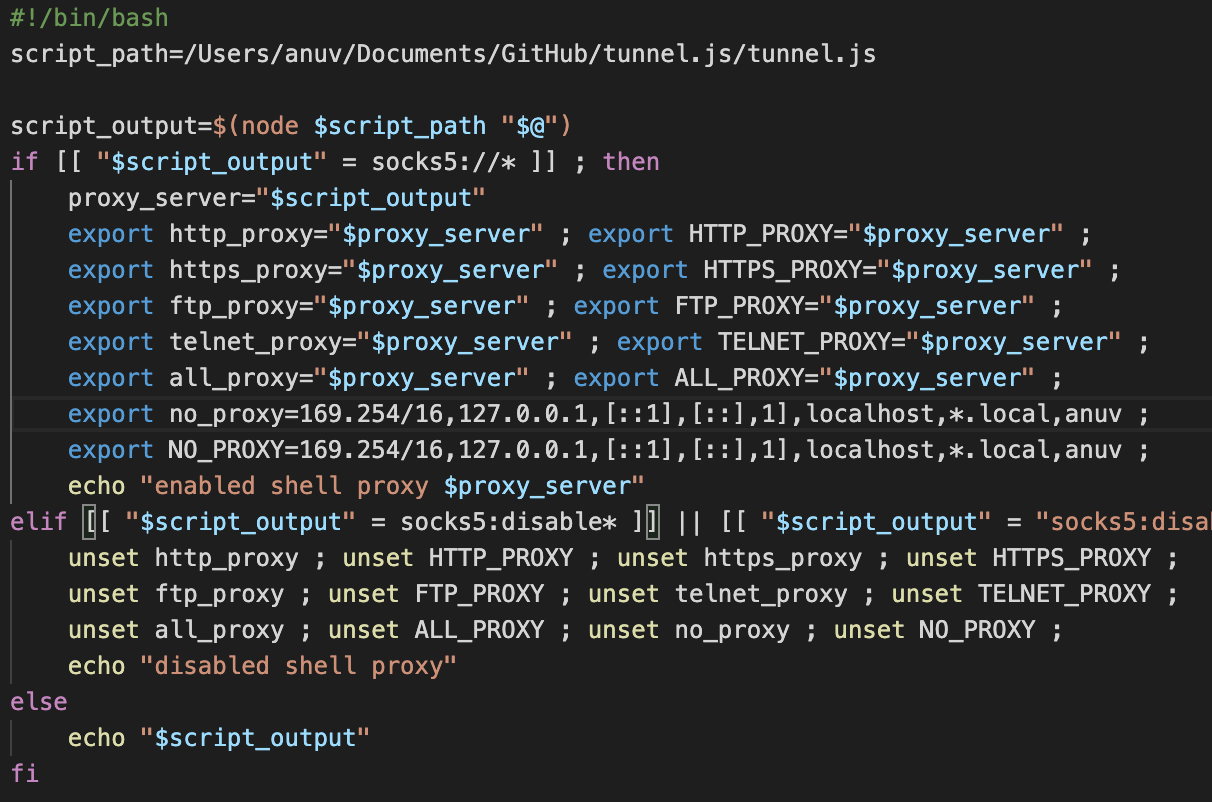 #!/bin/bash
script_path=/Users/anuv/Documents/GitHub/tunnel.js/tunnel.js
script_output=$(node $script_path "$@")
if [[ "$script_output" = socks5://* ]] ; then
proxy_server="$script_output"
export http_proxy="$proxy_server" ; export HTTP_PROXY="$proxy_server" ;
export https_proxy="$proxy_server" ; export HTTPS_PROXY="$proxy_server" ;
export ftp_proxy="$proxy_server" ; export FTP_PROXY="$proxy_server" ;
export telnet_proxy="$proxy_server" ; export TELNET_PROXY="$proxy_server" ;
export all_proxy="$proxy_server" ; export ALL_PROXY="$proxy_server" ;
export no_proxy=169.254/16,127.0.0.1,[::1],[::],1],localhost,*.local,anuv ;
export NO_PROXY=169.254/16,127.0.0.1,[::1],[::],1],localhost,*.local,anuv ;
echo "enabled shell proxy $proxy_server"
elif [[ "$script_output" = socks5:disable* ]] || [[ "$script_output" = "socks5:disa
unset http_proxy ; unset HTTP_PROXY ; unset https_proxy ; unset HTTPS_PROXY ;
unset ftp_proxy ; unset FTP_PROXY ; unset telnet_proxy ; unset TELNET_PROXY ;
unset all_proxy ; unset ALL_PROXY ; unset no_proxy ; unset NO_PROXY ;
echo "disabled shell proxy"
else
echo "$script_output"
fi